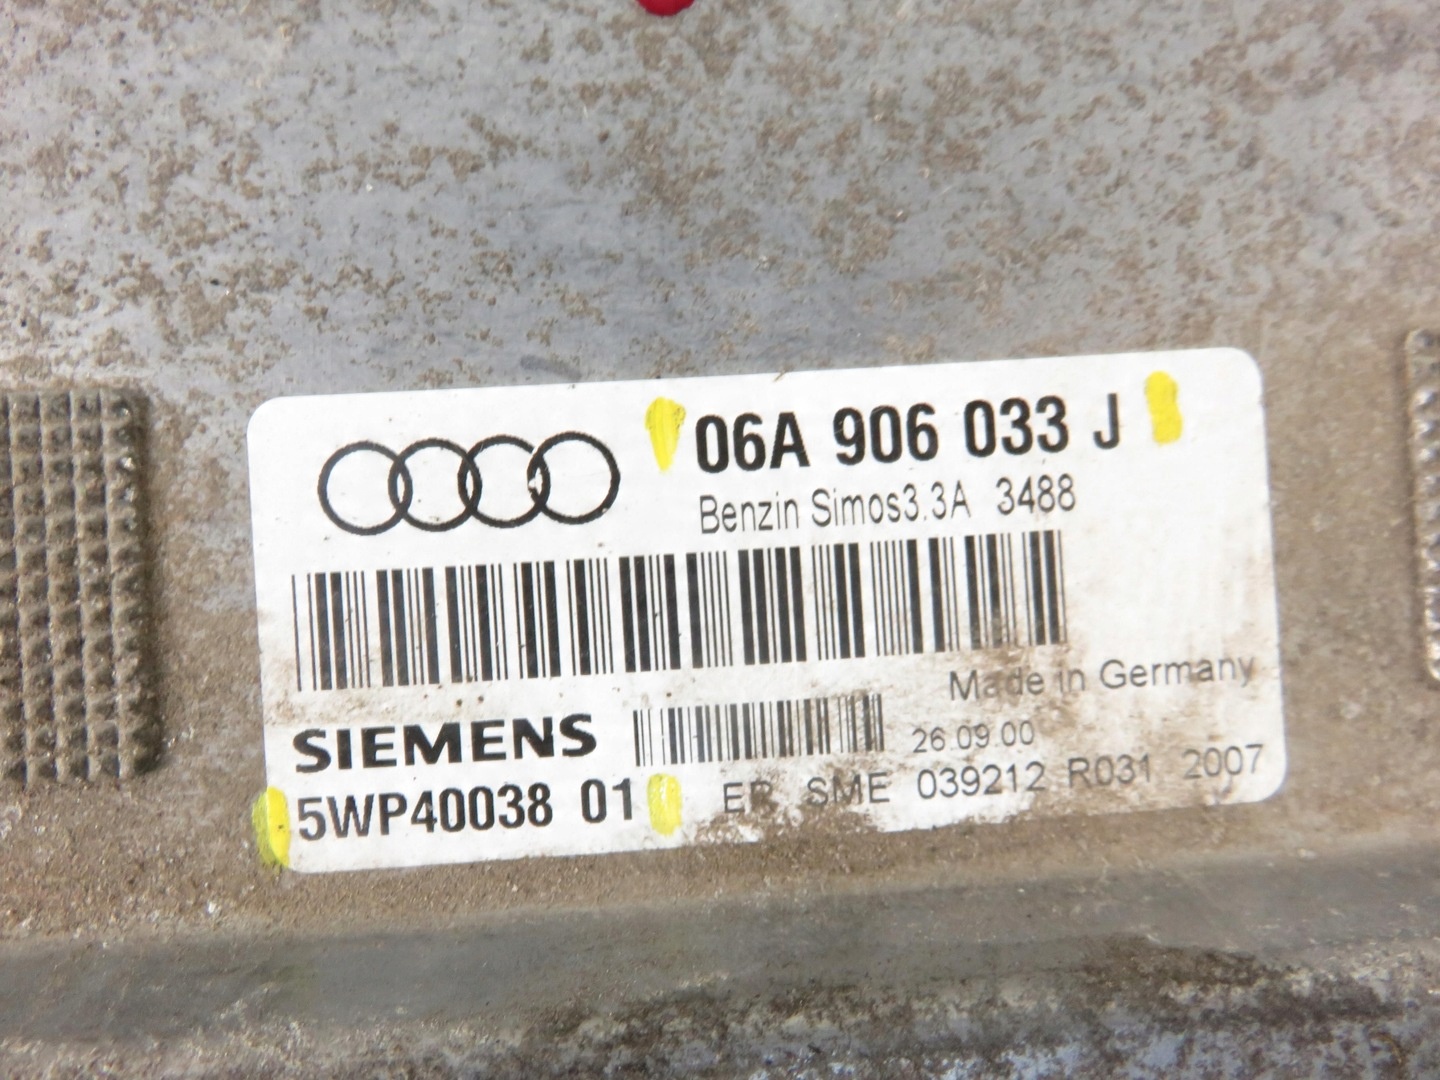 06A 906 033 J
Benzin Simos3.3A 3488
Made in Germany
SIEMENS
26.09.00
5WP40038 01
SME 039212 R031 2007